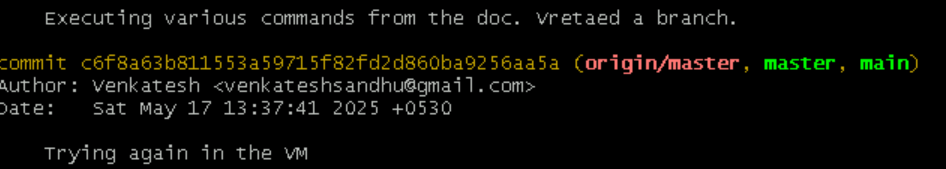 Executing various commands from the doc. Vretaed a branch.
commit c6f8a63b811553a59715f82fd2d860ba9256aa5a (origin/master, master, main)
Author: Venkatesh <venkateshsandhu@gmail.com>
Date: Sat May 17 13:37:41 2025 +0530
Trying again in the VM